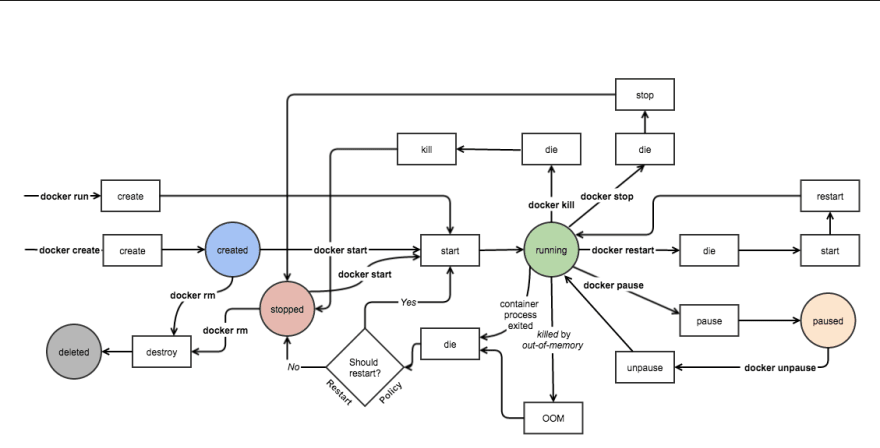 stop
kill
die
die
docker run
create
docker kill
docker stop
restart
docker create
create
created
docker start
start
running
docker restart
die
start
docker start
docker rm
docker pause
stopped
Yes
container
process
exited
pause
paused
docker rm
killed by
out-of-memory
deleted
destroy
die
No
Should
restart?
unpause
docker unpause
Restart
Policy
OOM